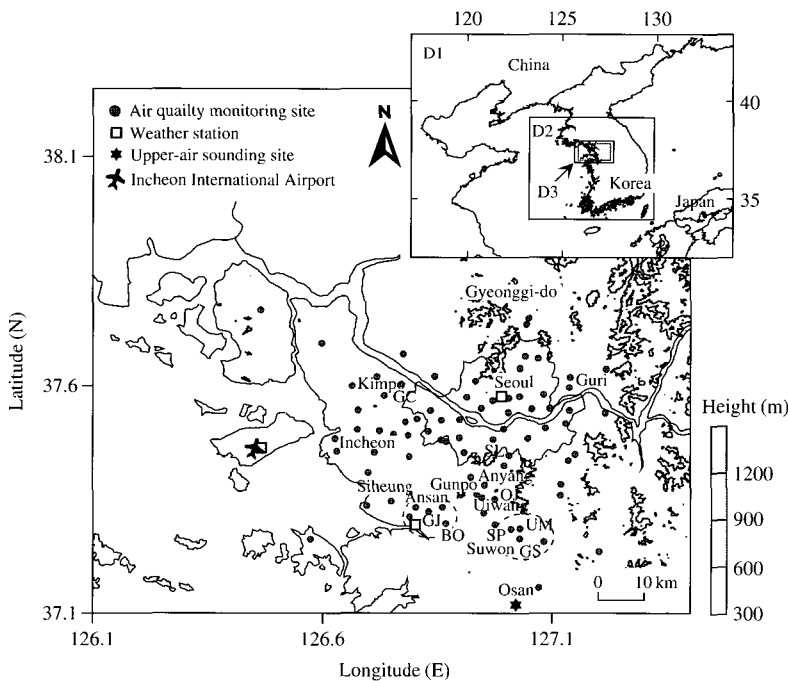 120 125 130
D1
China
40
D2
D3
Korea
35
Japan
Air quailty monitoring site
Weather station
Upper-air sounding site
Incheon International Airport
N
38.1
37.6
37.1
Latitude (N)
Gyeonggi-do
Kimpo
GC
Seoul
Guri
Incheon
SL
Anyang
Siheung
Gunpo
OJ
Ansan
Uiwang
GJ
BO
SP
UM
Suwon
GS
Osan
0 10 km
Height (m)
1200
900
600
300
126.1 126.6 127.1
Longitude (E)